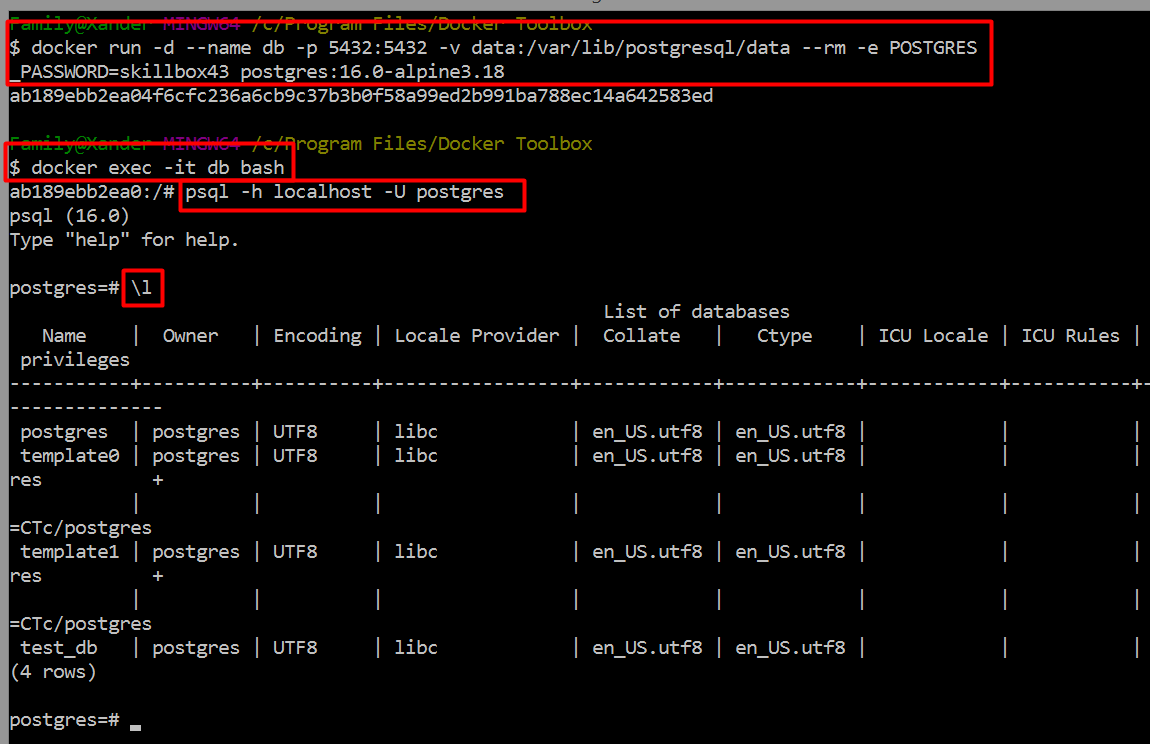 Family@Xander MINGW64 /c/Program Files/Docker Toolbox
$ docker run -d --name db -p 5432:5432 -v data:/var/lib/postgresql/data --rm -e POSTGRES
_PASSWORD=skillbox43 postgres:16.0-alpine3.18
ab189ebb2ea04f6cfc236a6cb9c37b3b0f58a99ed2b991ba788ec14a642583ed
Family@Xander MINGW64 /c/Program Files/Docker Toolbox
$ docker exec -it db bash
ab189ebb2ea0:/# psql -h localhost -U postgres
psql (16.0)
Type "help" for help.
postgres=# \l
List of databases
Name | Owner | Encoding | Locale Provider | Collate | Ctype | ICU Locale | ICU Rules |
privileges
-----------+----------+----------+-----------------+------------+------------+------------+-----------+-
--------------
postgres | postgres | UTF8 | libc | en_US.utf8 | en_US.utf8 | | |
template0 | postgres | UTF8 | libc | en_US.utf8 | en_US.utf8 | | |
res +
| | | | | | | |
=CTc/postgres
template1 | postgres | UTF8 | libc | en_US.utf8 | en_US.utf8 | | |
res +
| | | | | | | |
=CTc/postgres
test_db | postgres | UTF8 | libc | en_US.utf8 | en_US.utf8 | | |
(4 rows)
postgres=#